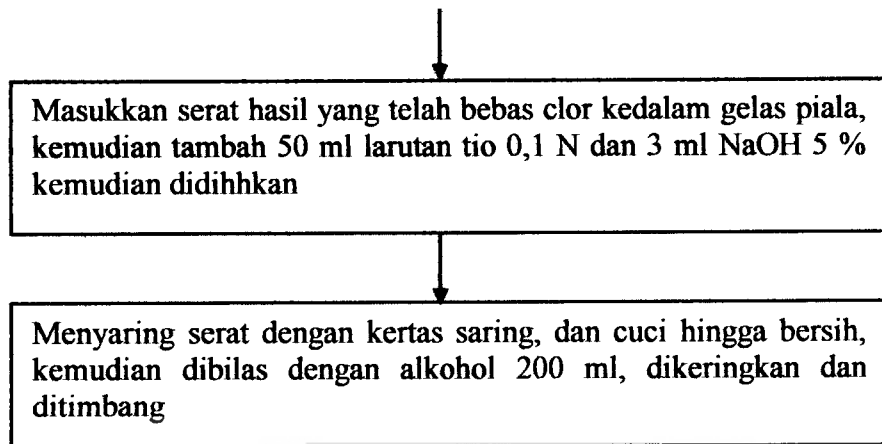 Masukkan serat hasil yang telah bebas clor kedalam gelas piala,
kemudian tambah 50 ml larutan tio 0,1 N dan 3 ml NaOH 5 %
kemudian didihhkan
Menyaring serat dengan kertas saring, dan cuci hingga bersih,
kemudian dibilas dengan alkohol 200 ml, dikeringkan dan
ditimbang